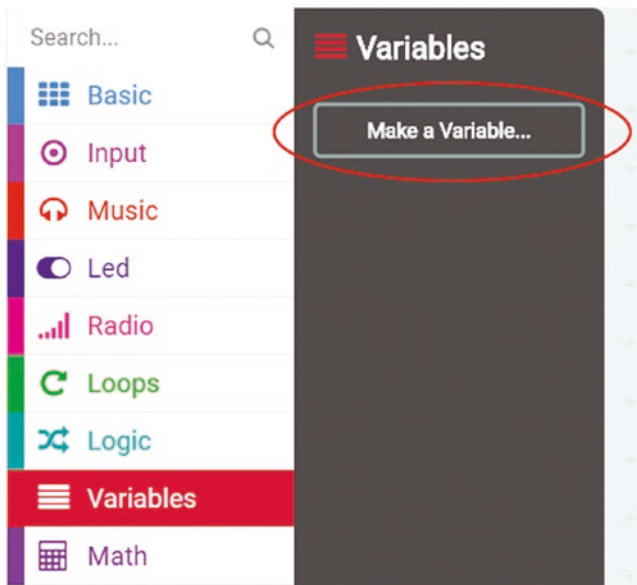 Search...
Basic
Input
Music
Led
Radio
Loops
Logic
Variables
Math
Variables
Make a Variable...